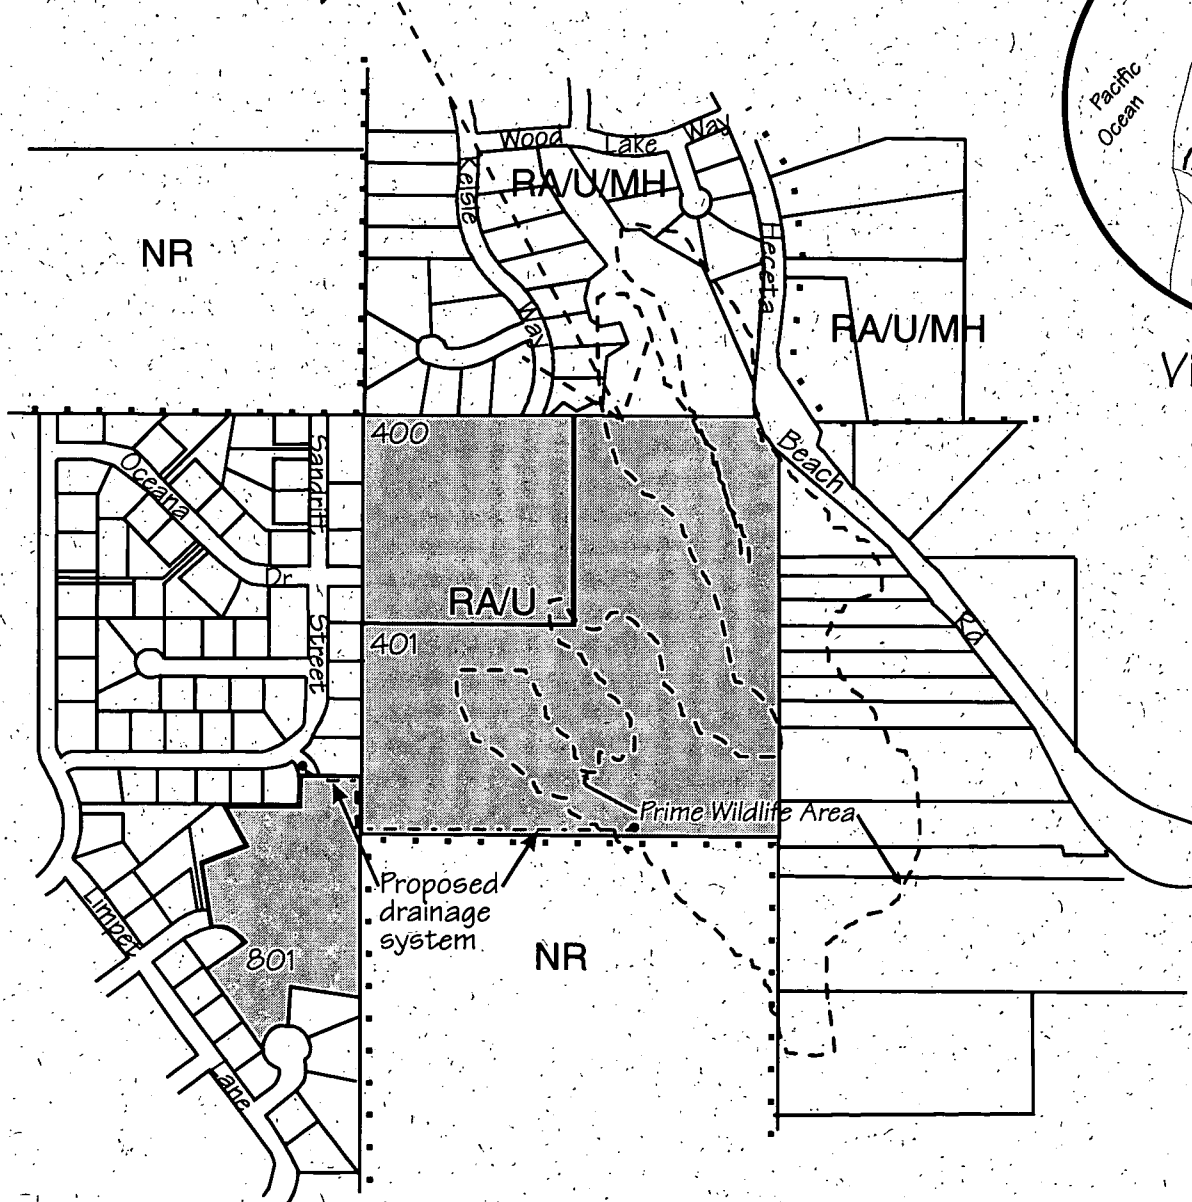 Pacific
Ocean
Wood Lake Way
Kelsie
Way
RA/U/MH
NR
Heceta
Beach
Rd
RA/U/MH
400
Oceana
Dr
Sandrift
Street
RA/U
401
Prime Wildlife Area
Proposed
drainage
system
Limpet
Lane
801
NR